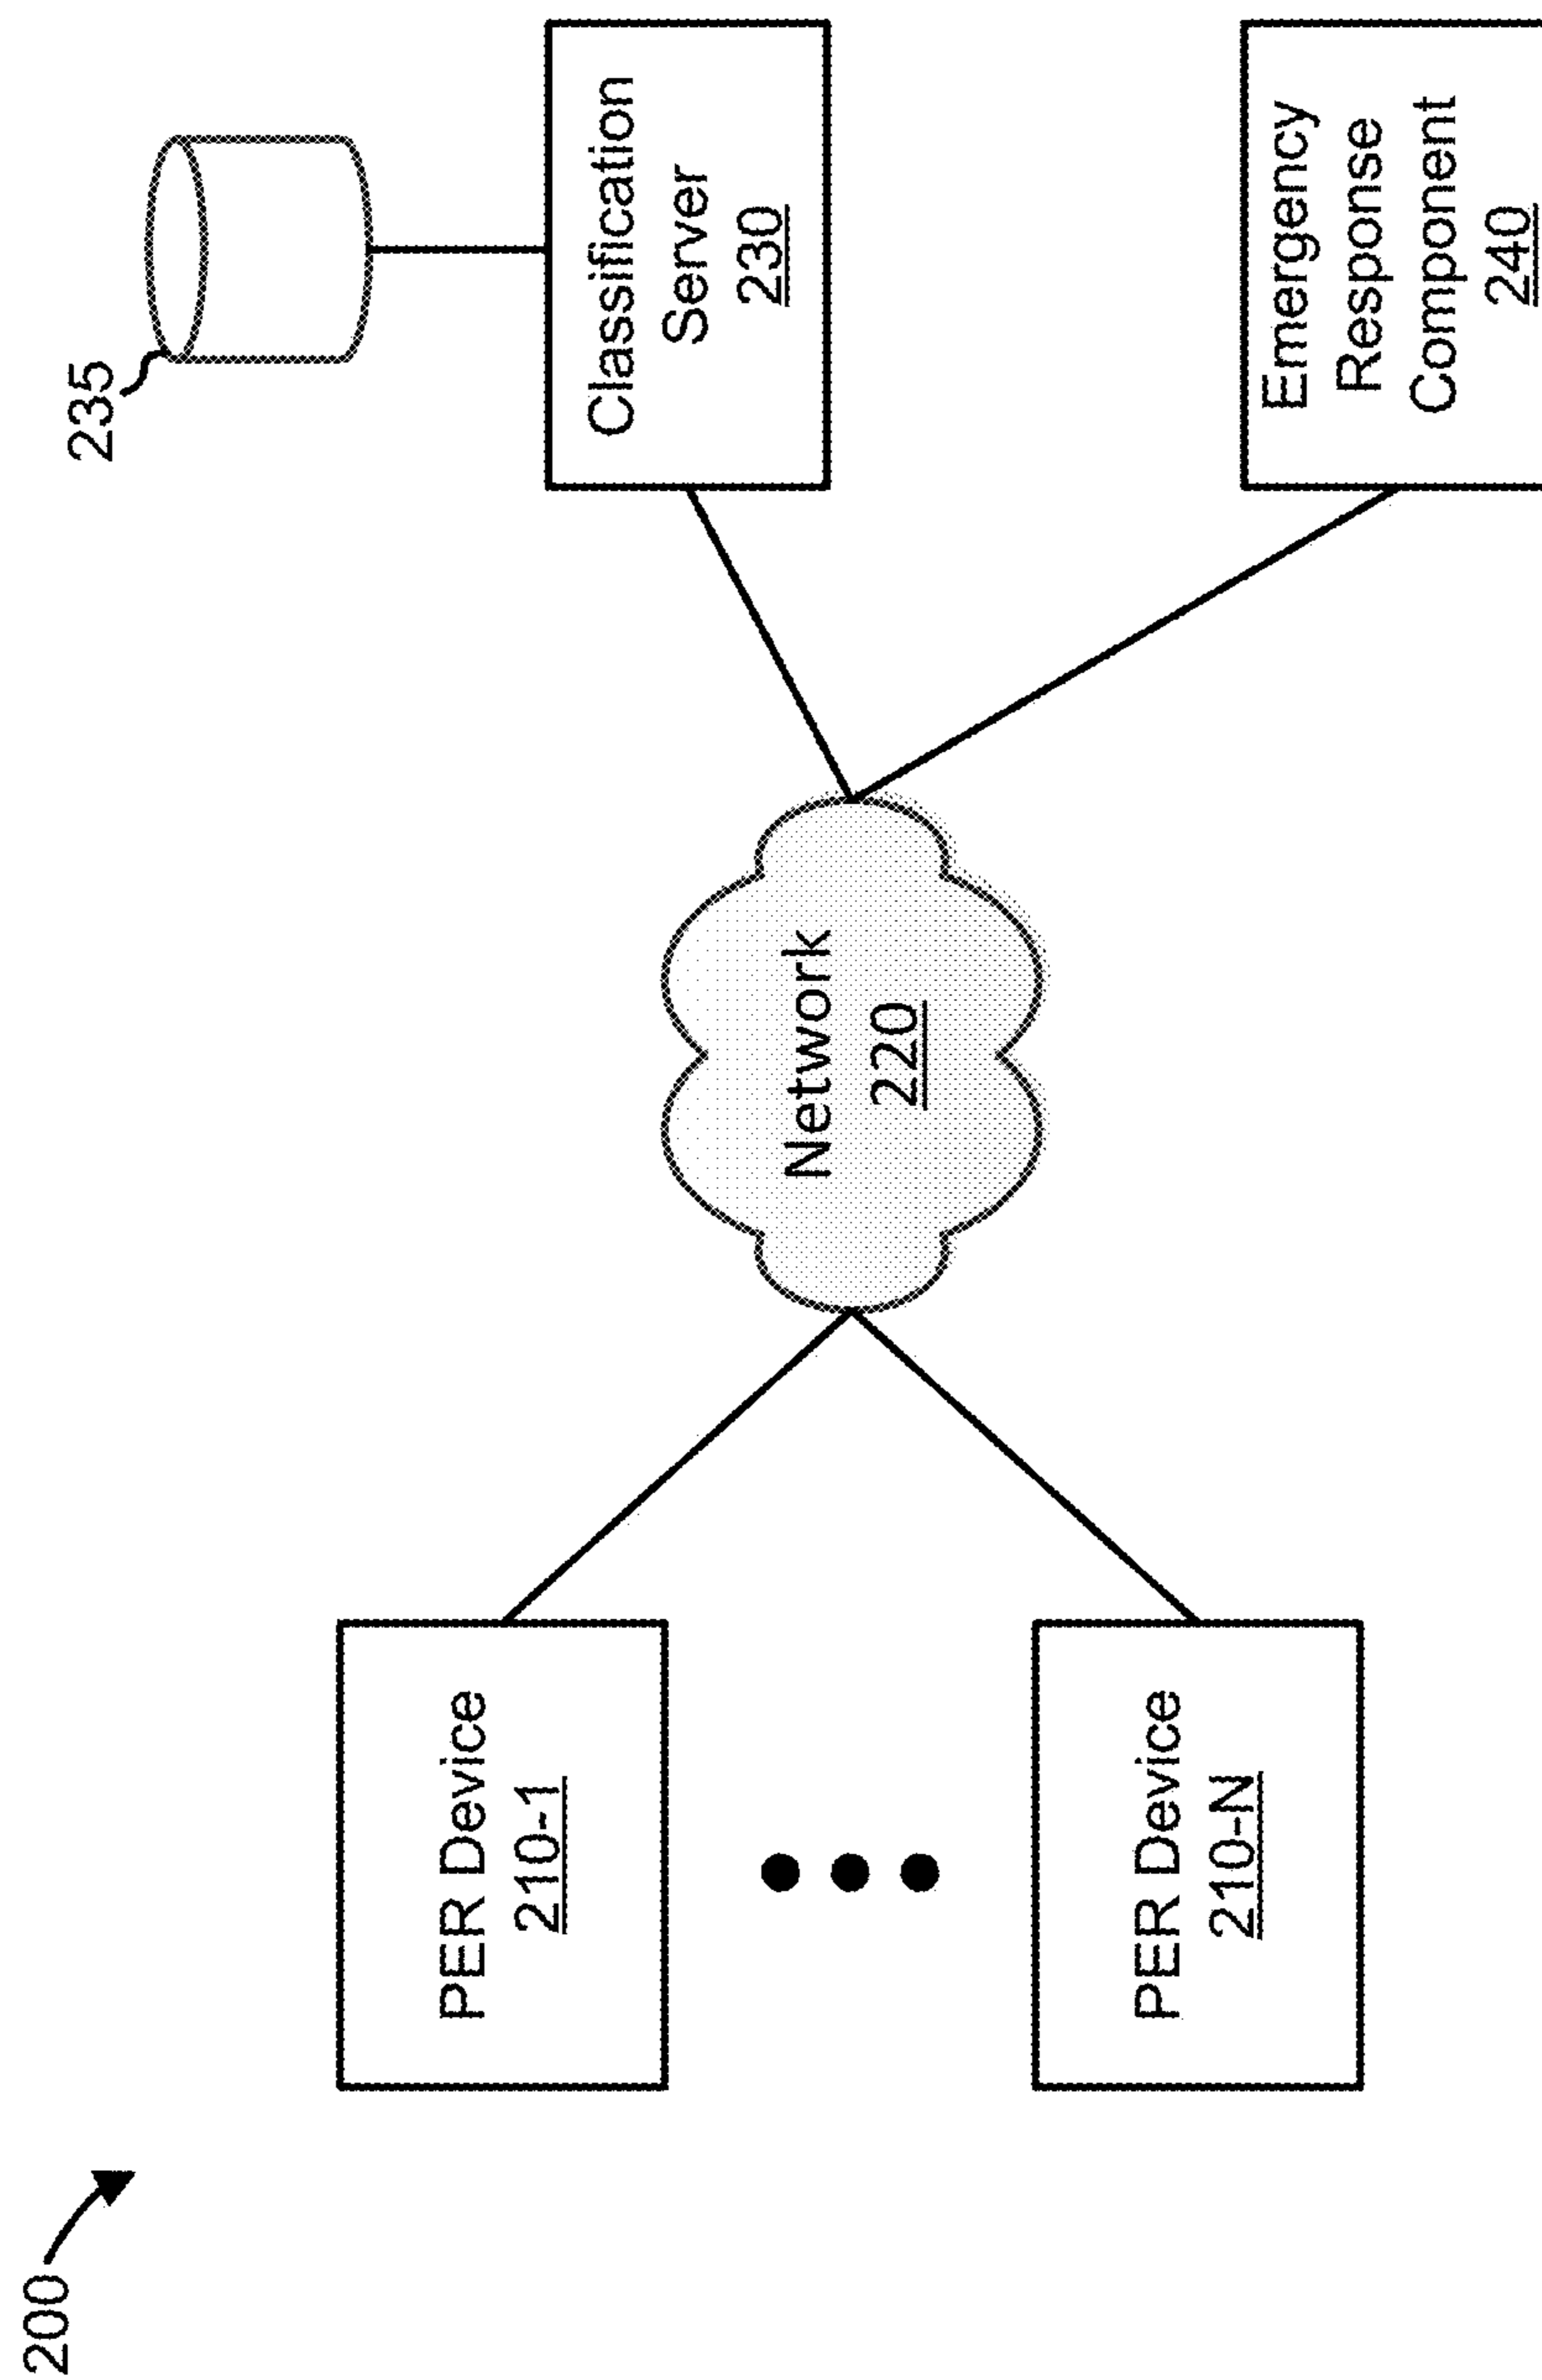 200
235
PER Device
210-1
PER Device
210-N
Network
220
Classification
Server
230
Emergency
Response
Component
240